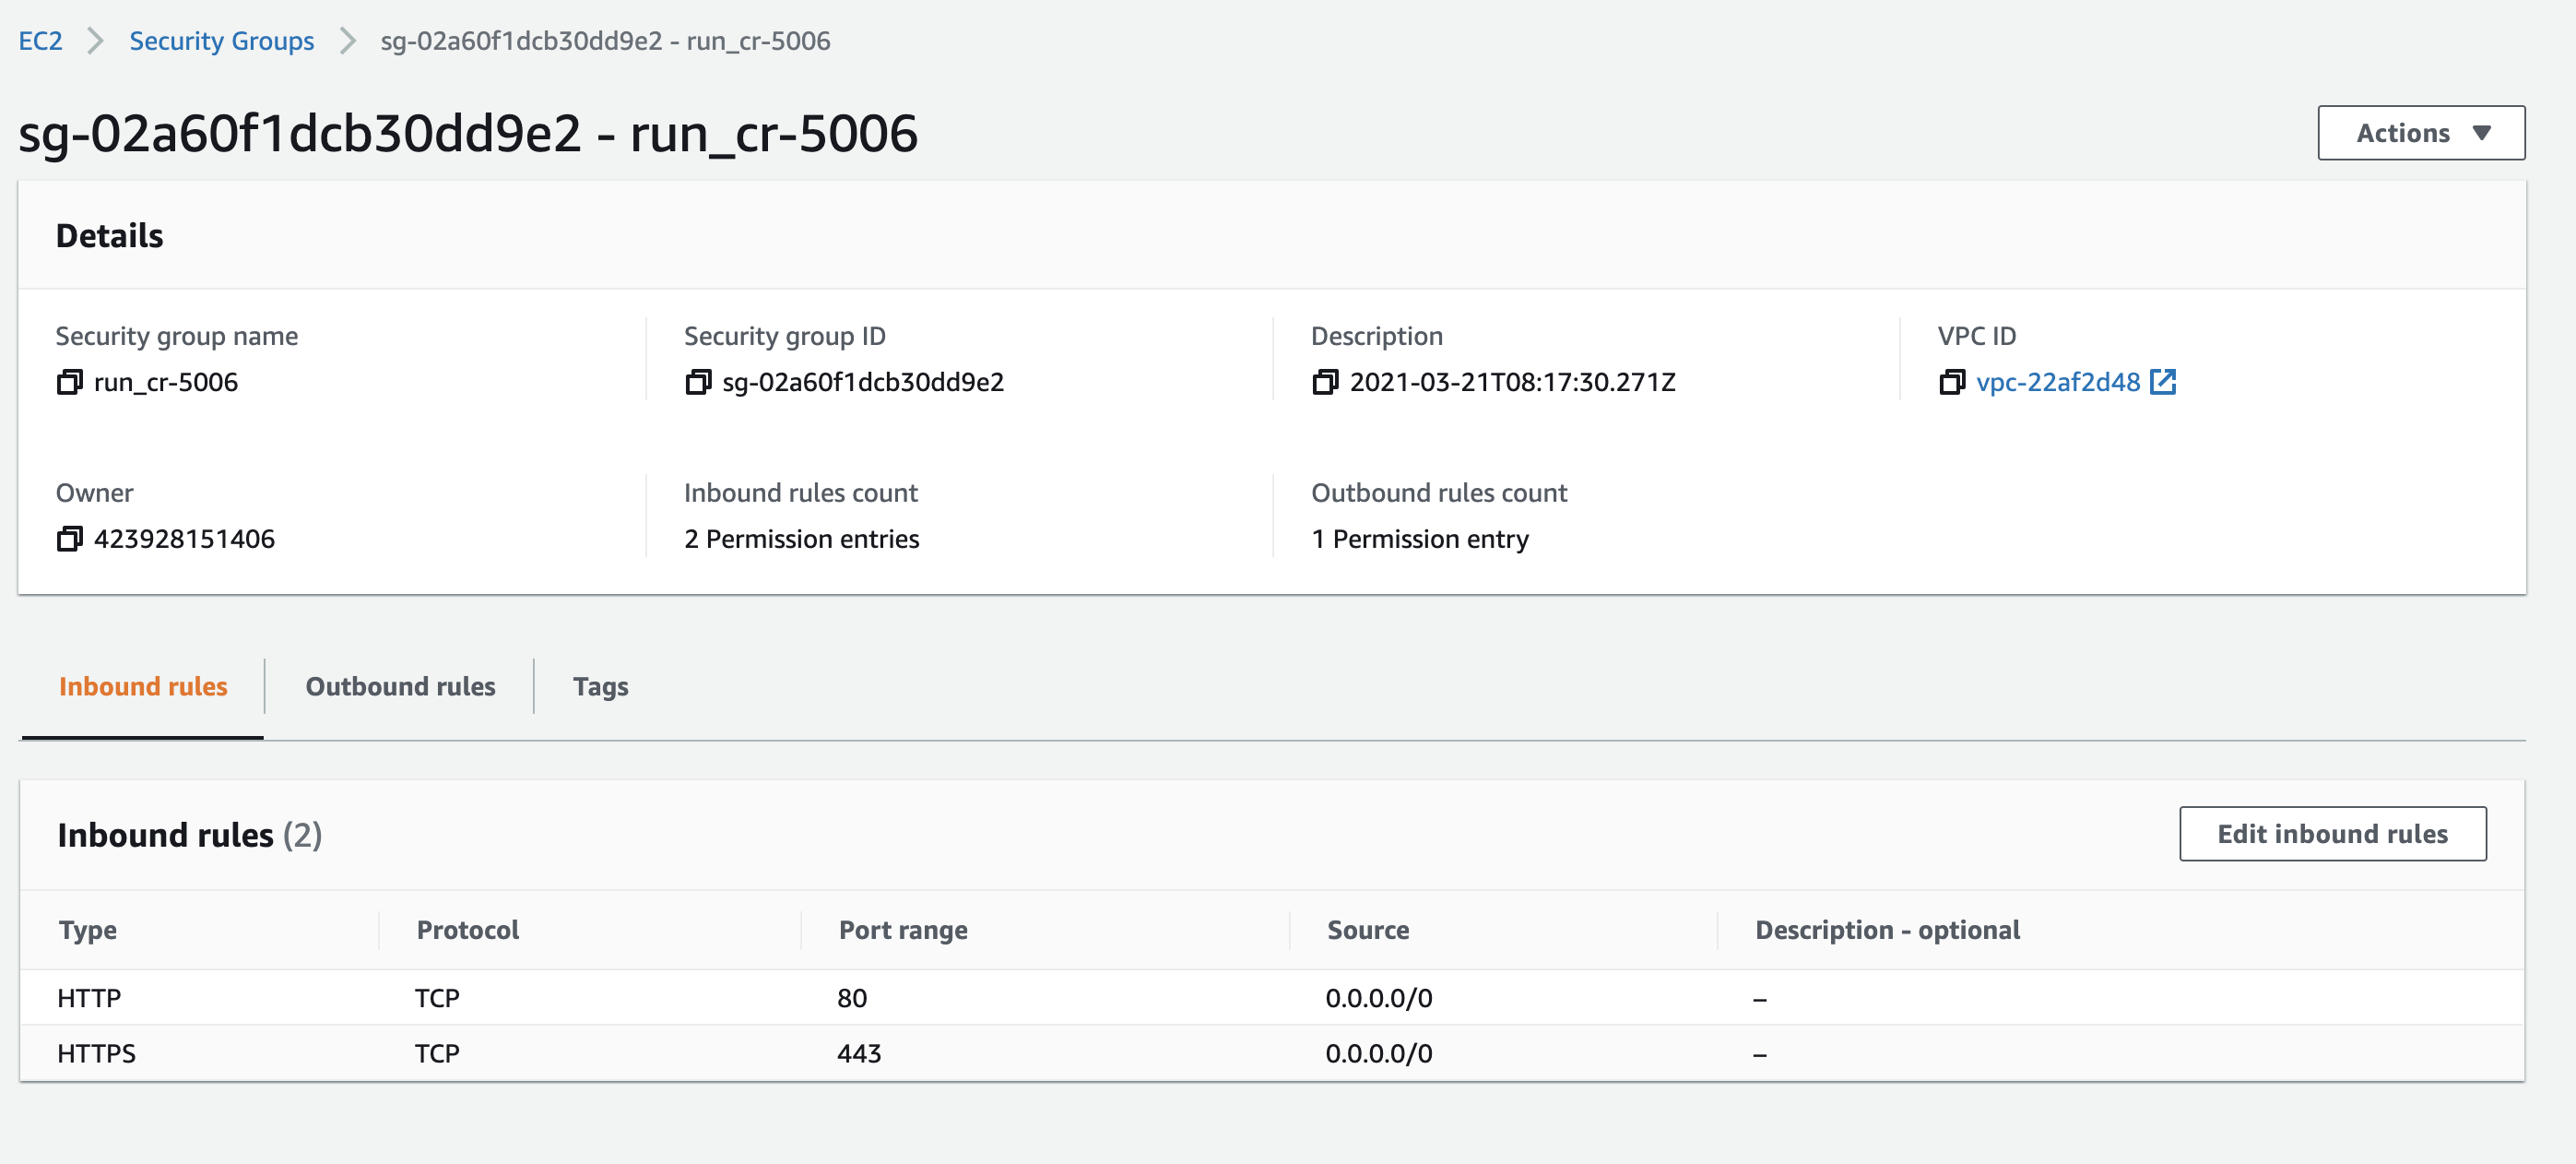 EC2 Security Groups sg-02a60f1dcb30dd9e2 - run_cr-5006
sg-02a60f1dcb30dd9e2 - run_cr-5006
Actions
Details
Security group name
run_cr-5006
Security group ID
sg-02a60f1dcb30dd9e2
Description
2021-03-21T08:17:30.271Z
VPC ID
vpc-22af2d48
Owner
423928151406
Inbound rules count
2 Permission entries
Outbound rules count
1 Permission entry
Inbound rules Outbound rules Tags
Inbound rules (2)
Edit inbound rules
Type Protocol Port range Source Description - optional
HTTP TCP 80 0.0.0.0/0 –
HTTPS TCP 443 0.0.0.0/0 –